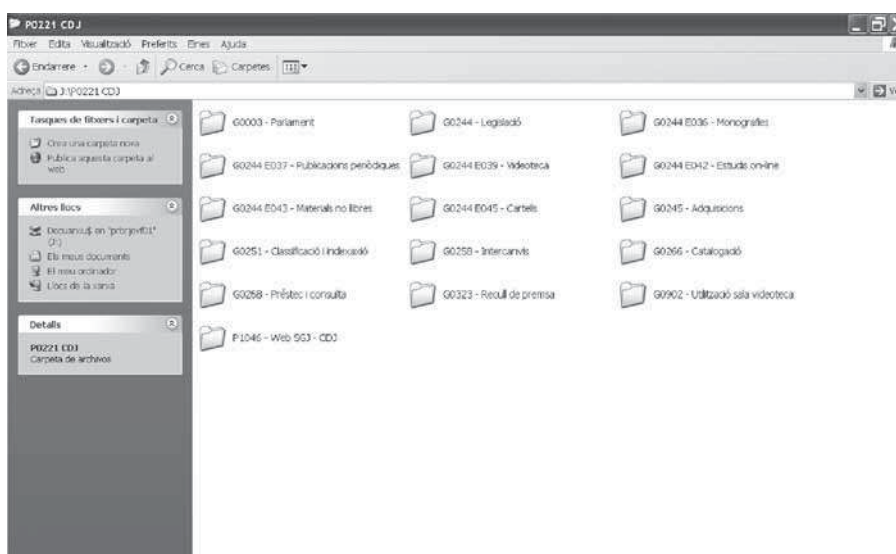 P0221 CDJ
Fitxer Edita Visualització Preferits Eines Ajuda
Endarrere Cerca Carpetes
Adreça J:\P0221 CDJ
Tasques de fitxers i carpeta
Crea una carpeta nova
Publica aquesta carpeta al
web
Altres llocs
(J:)
Els meus documents
El meu ordinador
Llocs de la xarxa
Detalls
P0221 CDJ
Carpeta de archivos
G0003 - Parlament
G0244 - Legislació
G0244 E036 - Monografies
G0244 E037 - Publicacions periòdiques
G0244 E039 - Videoteca
G0244 E042 - Estudis on-line
G0244 E043 - Materials no llibres
G0244 E045 - Cartells
G0245 - Adquisicions
G0251 - Classificació i indexació
G0258 - Intercanvis
G0266 - Catalogació
G0268 - Préstec i consulta
G0323 - Recull de premsa
G0902 - Utilització sala videoteca
P1046 - Web SGJ - CDJ